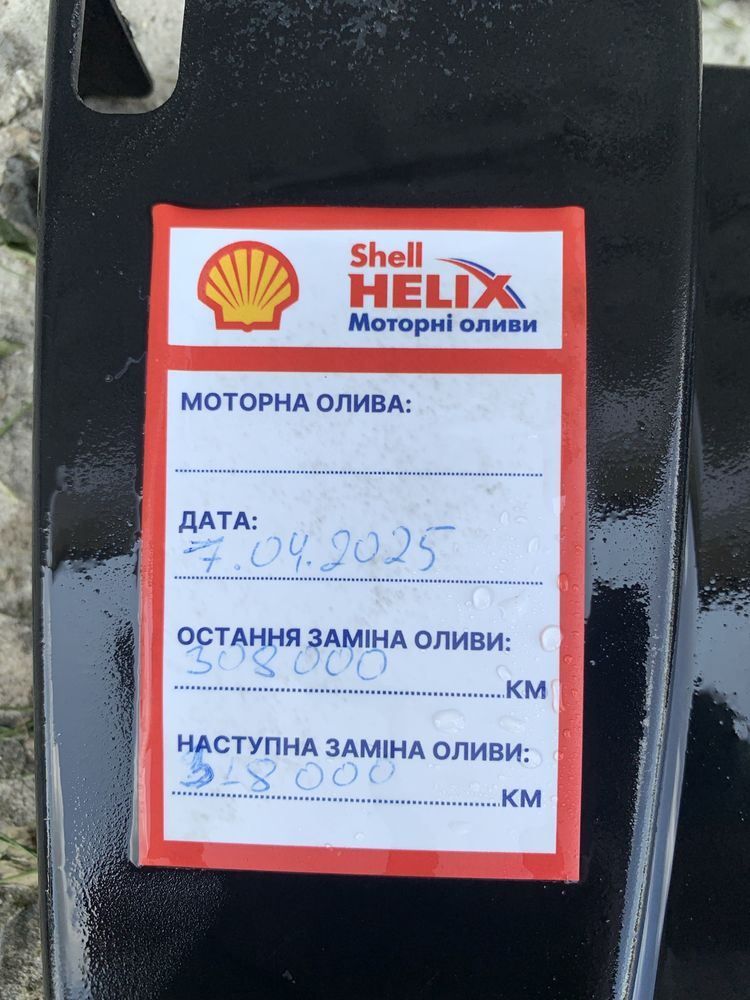 Shell
HELIX
Моторні оливи
МОТОРНА ОЛИВА:
ДАТА:
7.04.2025
ОСТАННЯ ЗАМІНА ОЛИВИ:
308000
КМ
НАСТУПНА ЗАМІНА ОЛИВИ:
318000
КМ